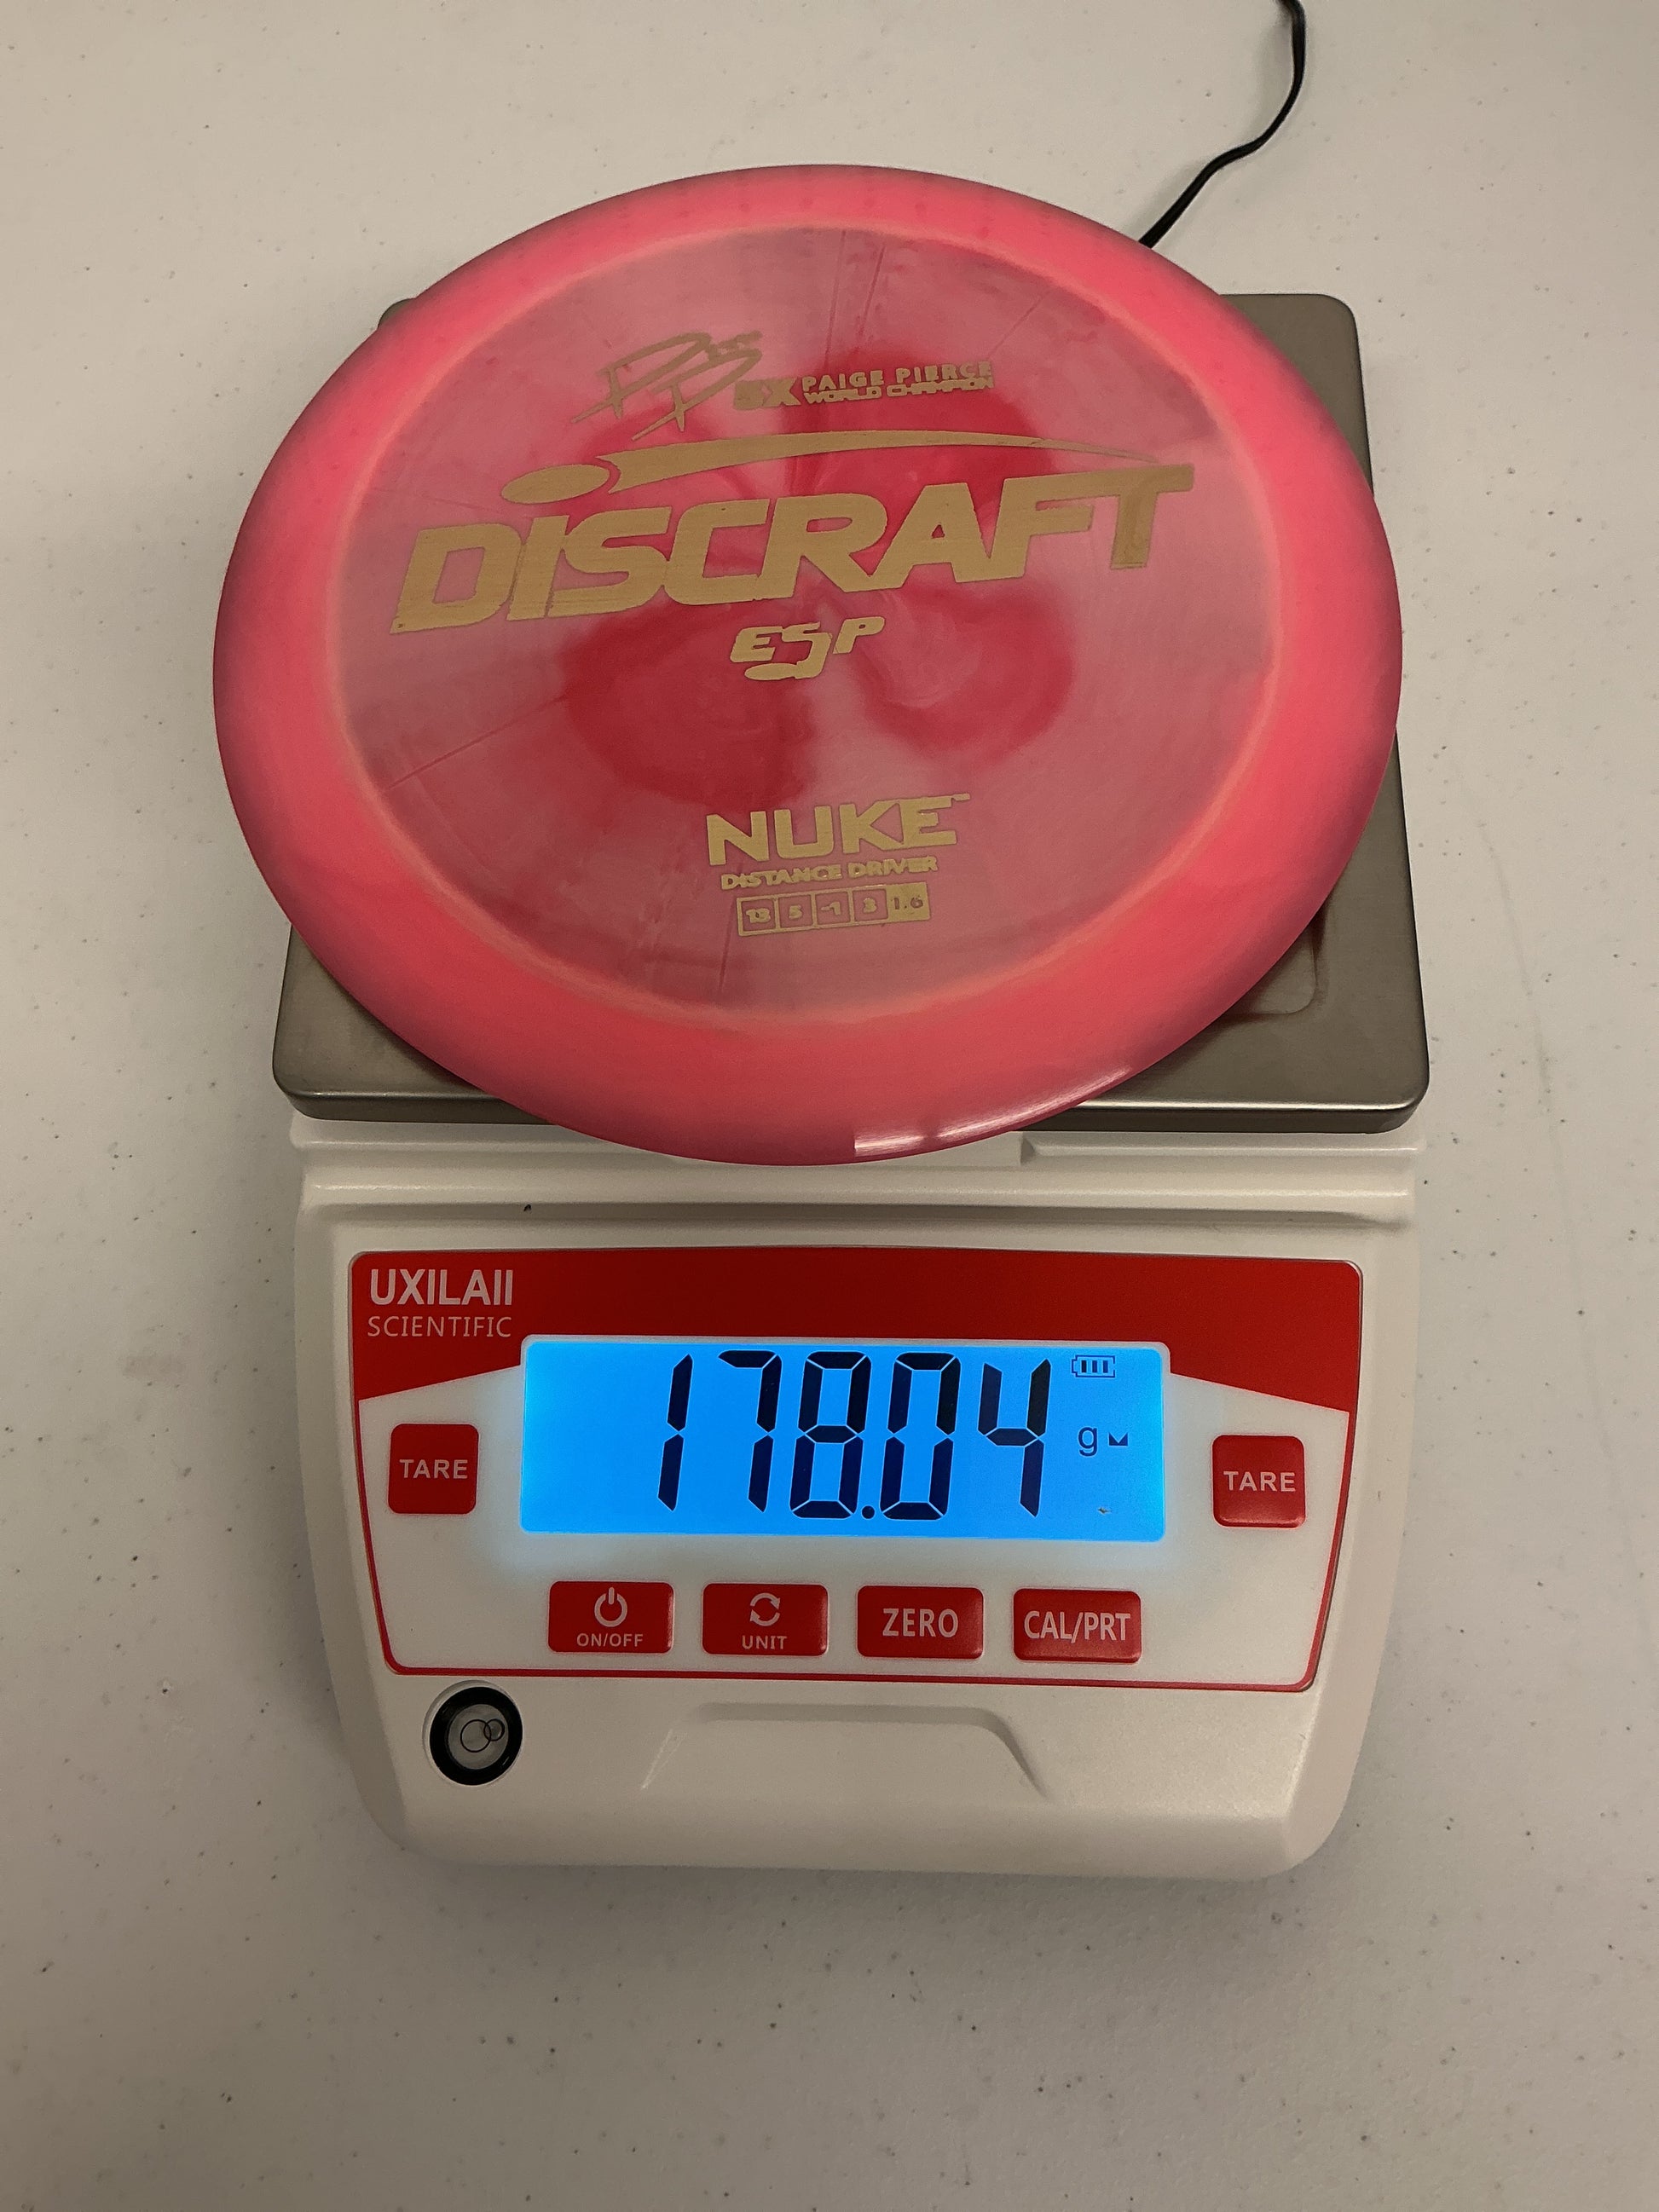 5X PAIGE PIERCE
WORLD CHAMPION
DISCRAFT
ESP
NUKE™
DISTANCE DRIVER
13 5 -1 3 1.6
UXILAII
SCIENTIFIC
178.04 g
TARE
TARE
ON/OFF
UNIT
ZERO
CAL/PRT